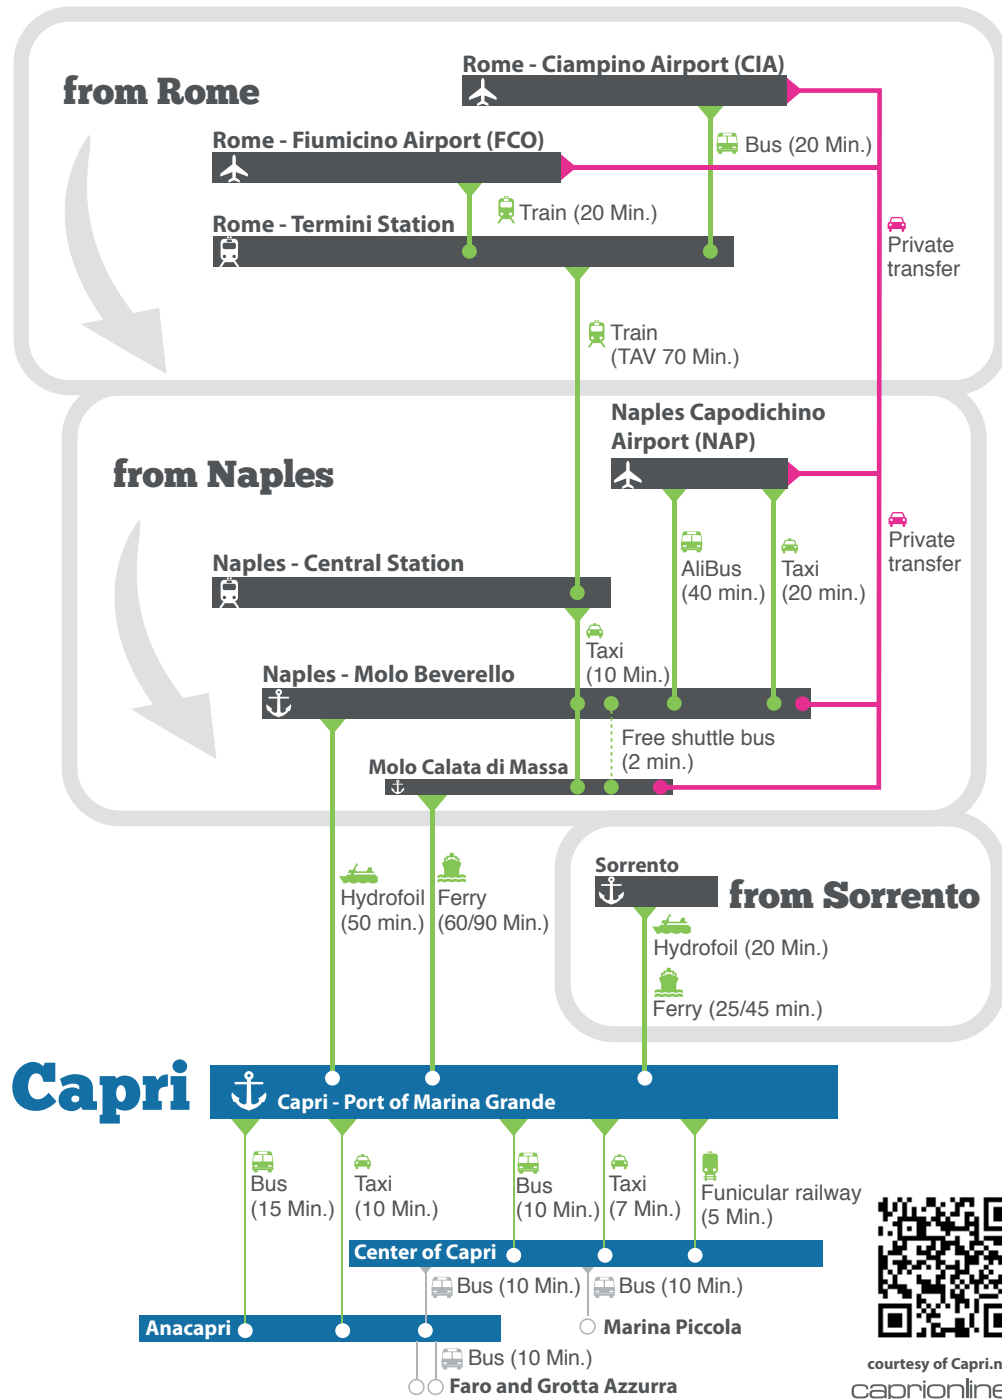 from Rome
Rome - Ciampino Airport (CIA)
Bus (20 Min.)
Rome - Fiumicino Airport (FCO)
Train (20 Min.)
Rome - Termini Station
Private
transfer
Train
(TAV 70 Min.)
from Naples
Naples Capodichino
Airport (NAP)
Private
transfer
AliBus
(40 min.)
Taxi
(20 min.)
Naples - Central Station
Taxi
(10 Min.)
Naples - Molo Beverello
Free shuttle bus
(2 min.)
Molo Calata di Massa
Hydrofoil
(50 min.)
Ferry
(60/90 Min.)
Sorrento
from Sorrento
Hydrofoil (20 Min.)
Ferry (25/45 min.)
Capri
Capri - Port of Marina Grande
Bus
(15 Min.)
Taxi
(10 Min.)
Bus
(10 Min.)
Taxi
(7 Min.)
Funicular railway
(5 Min.)
Center of Capri
Bus (10 Min.)
Bus (10 Min.)
Anacapri
Marina Piccola
Bus (10 Min.)
Faro and Grotta Azzurra
courtesy of Capri.n
caprionline